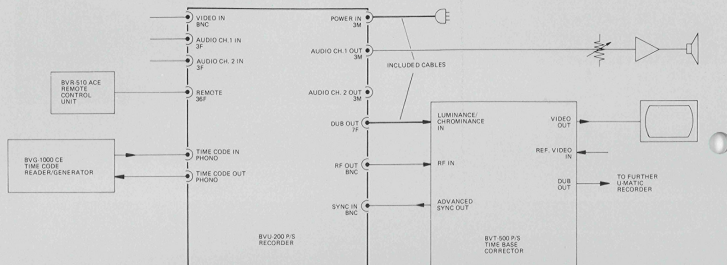 VIDEO IN
BNC
AUDIO CH.1 IN
3F
AUDIO CH. 2 IN
3F
BVR-510 ACE
REMOTE
CONTROL
UNIT
REMOTE
36F
BVG-1000 CE
TIME CODE
READER/GENERATOR
TIME CODE IN
PHONO
TIME CODE OUT
PHONO
POWER IN
3M
AUDIO CH.1 OUT
3M
INCLUDED CABLES
AUDIO CH. 2 OUT
3M
DUB OUT
7F
RF OUT
BNC
SYNC IN
BNC
BVU-200 P/S
RECORDER
LUMINANCE/
CHROMINANCE
IN
RF IN
ADVANCED
SYNC OUT
VIDEO
OUT
REF. VIDEO
IN
DUB
OUT
BVT-500 P/S
TIME BASE
CORRECTOR
TO FURTHER
U-MATIC
RECORDER